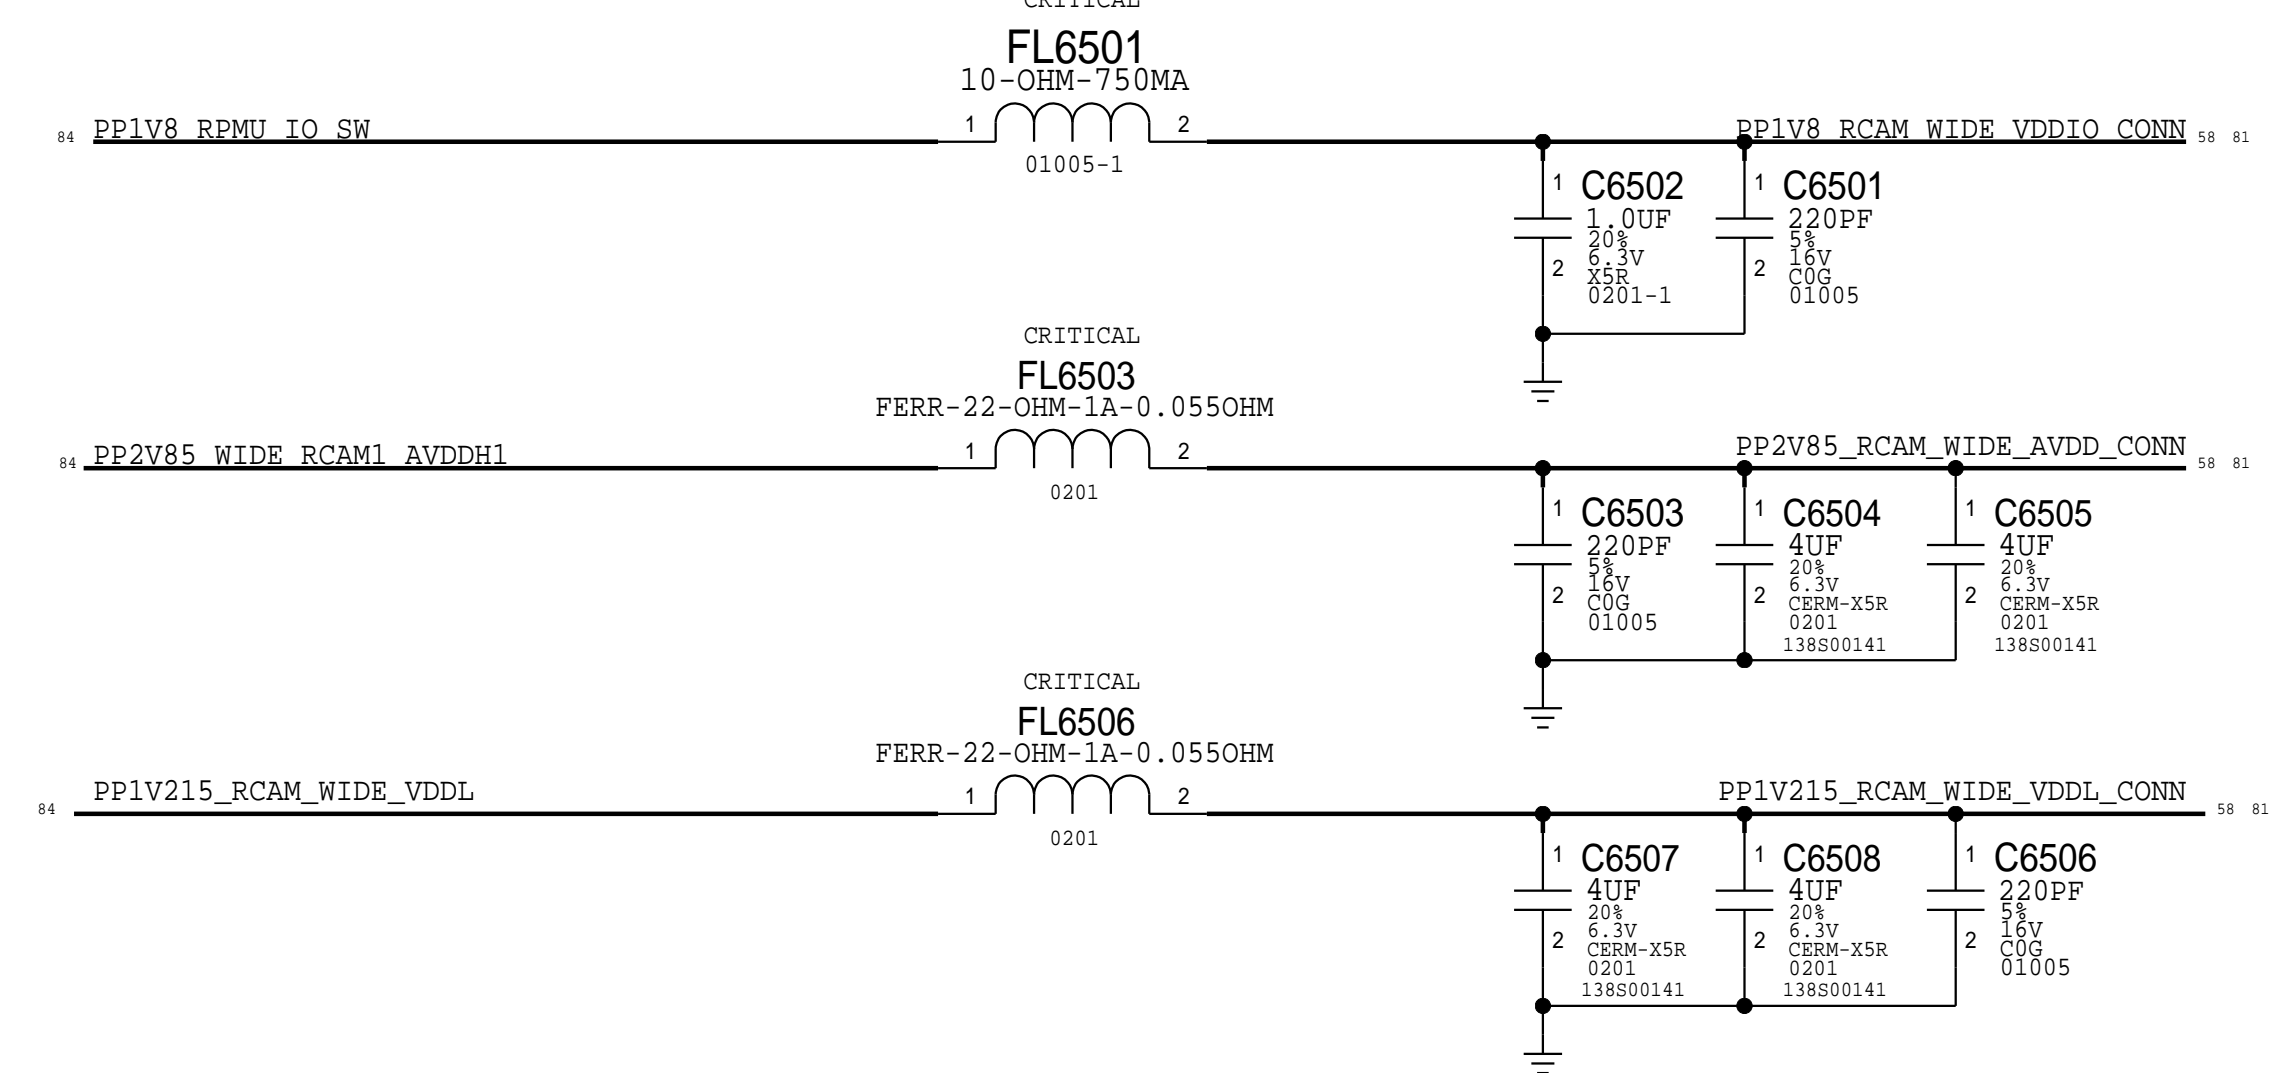 CRITICAL
FL6501
10-OHM-750MA
84 PP1V8_RPMU_IO_SW 1 2 PP1V8_RCAM_WIDE_VDDIO_CONN 58 81
01005-1
1 C6502 1 C6501
1.0UF 220PF
20% 5%
6.3V 16V
2 X5R 2 C0G
0201-1 01005
CRITICAL
FL6503
FERR-22-OHM-1A-0.055OHM
84 PP2V85_WIDE_RCAM1_AVDDH1 1 2 PP2V85_RCAM_WIDE_AVDD_CONN 58 81
0201
1 C6503 1 C6504 1 C6505
220PF 4UF 4UF
5% 20% 20%
16V 6.3V 6.3V
2 C0G 2 CERM-X5R 2 CERM-X5R
01005 0201 0201
138S00141 138S00141
CRITICAL
FL6506
FERR-22-OHM-1A-0.055OHM
84 PP1V215_RCAM_WIDE_VDDL 1 2 PP1V215_RCAM_WIDE_VDDL_CONN 58 81
0201
1 C6507 1 C6508 1 C6506
4UF 4UF 220PF
20% 20% 5%
6.3V 6.3V 16V
2 CERM-X5R 2 CERM-X5R 2 C0G
0201 0201 01005
138S00141 138S00141